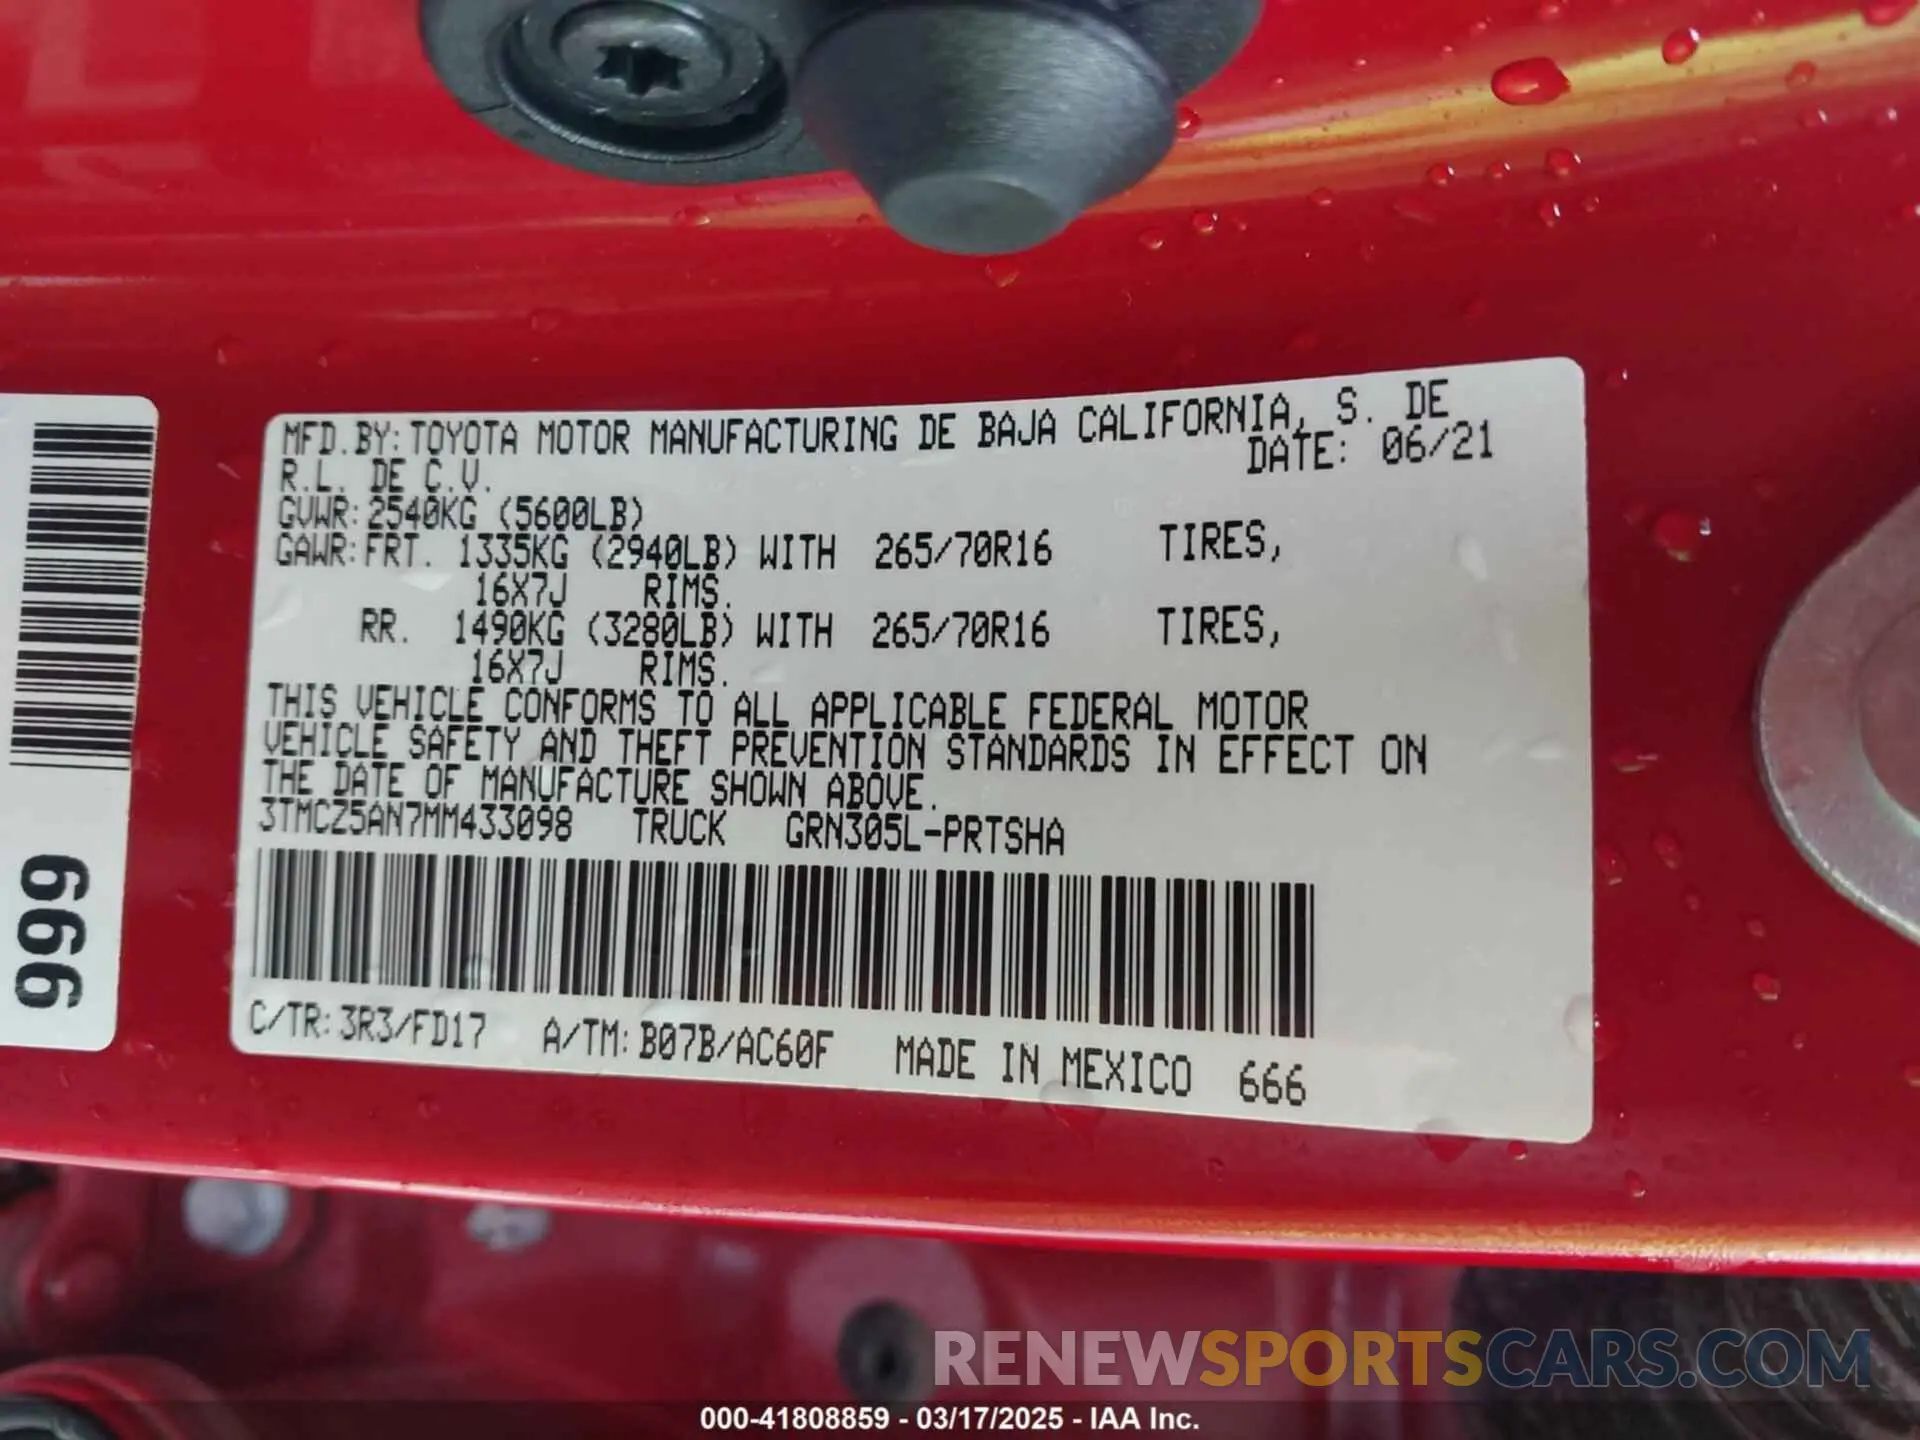 MFD.BY:TOYOTA MOTOR MANUFACTURING DE BAJA CALIFORNIA, S. DE
R.L. DE C.V. DATE: 06/21
GVWR:2540KG (5600LB)
GAWR:FRT. 1335KG (2940LB) WITH 265/70R16 TIRES,
16X7J RIMS.
RR. 1490KG (3280LB) WITH 265/70R16 TIRES,
16X7J RIMS.
THIS VEHICLE CONFORMS TO ALL APPLICABLE FEDERAL MOTOR
VEHICLE SAFETY AND THEFT PREVENTION STANDARDS IN EFFECT ON
THE DATE OF MANUFACTURE SHOWN ABOVE.
3TMCZ5AN7MM433098 TRUCK GRN305L-PRTSHA
C/TR:3R3/FD17 A/TM:B07B/AC60F MADE IN MEXICO 666
666
RENEWSPORTSCARS.COM
000-41808859 - 03/17/2025 - IAA Inc.